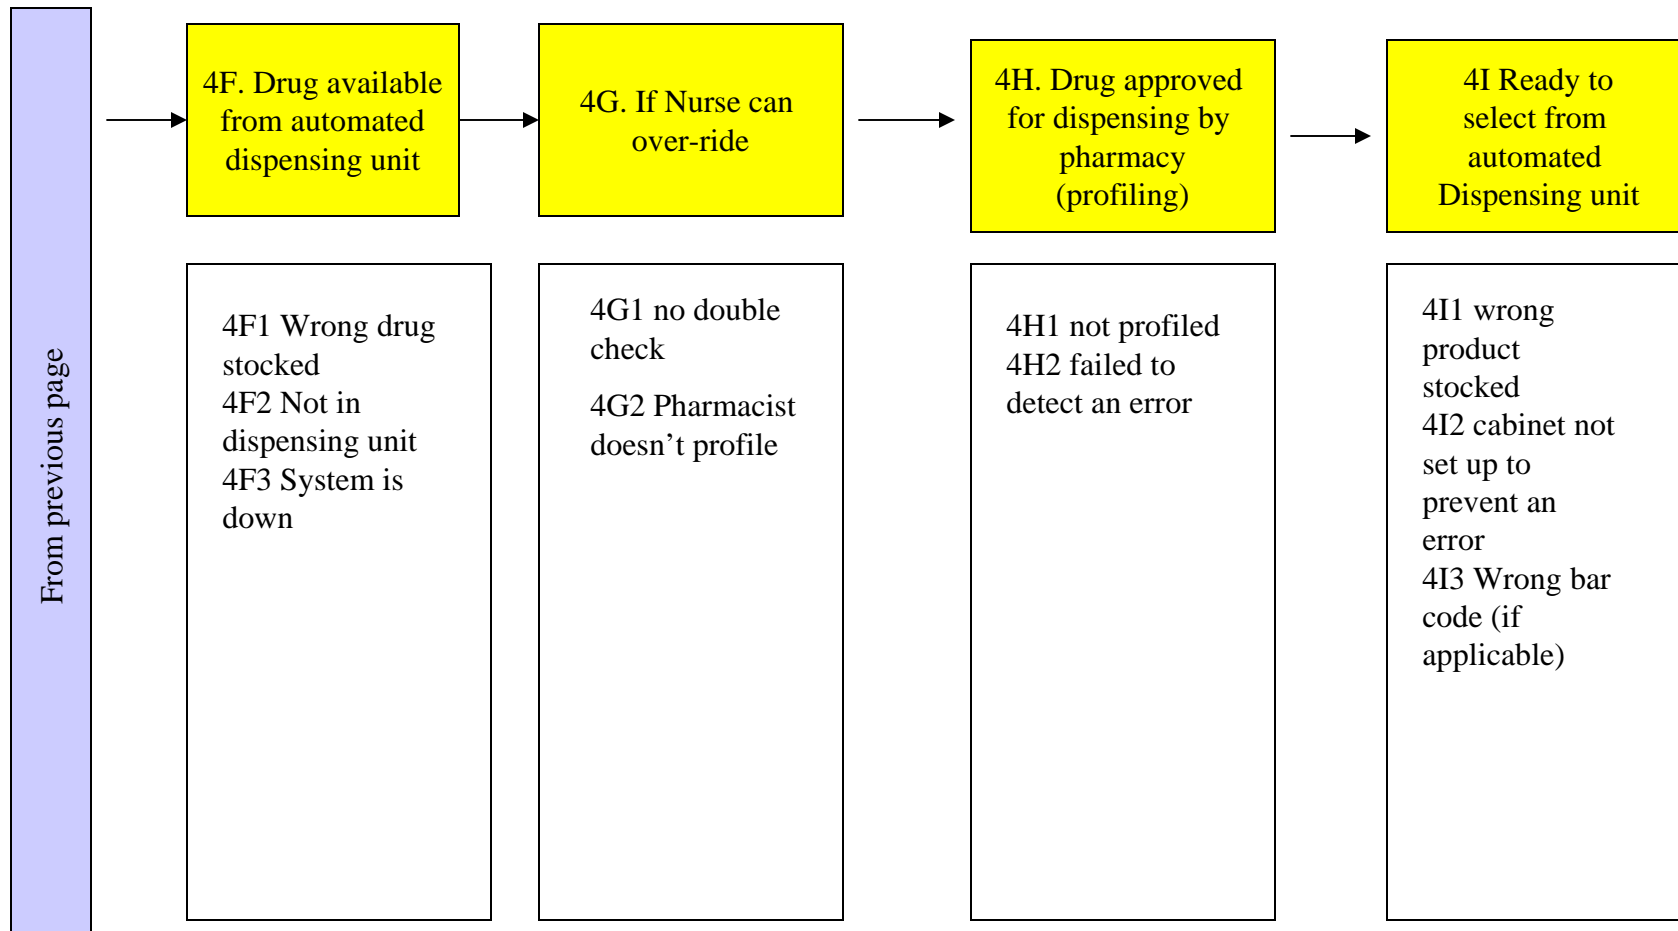 From previous page
4F. Drug available
from automated
dispensing unit
4G. If Nurse can
over-ride
4H. Drug approved
for dispensing by
pharmacy
(profiling)
4I Ready to
select from
automated
Dispensing unit
4F1 Wrong drug
stocked
4F2 Not in
dispensing unit
4F3 System is
down
4G1 no double
check
4G2 Pharmacist
doesn’t profile
4H1 not profiled
4H2 failed to
detect an error
4I1 wrong
product
stocked
4I2 cabinet not
set up to
prevent an
error
4I3 Wrong bar
code (if
applicable)